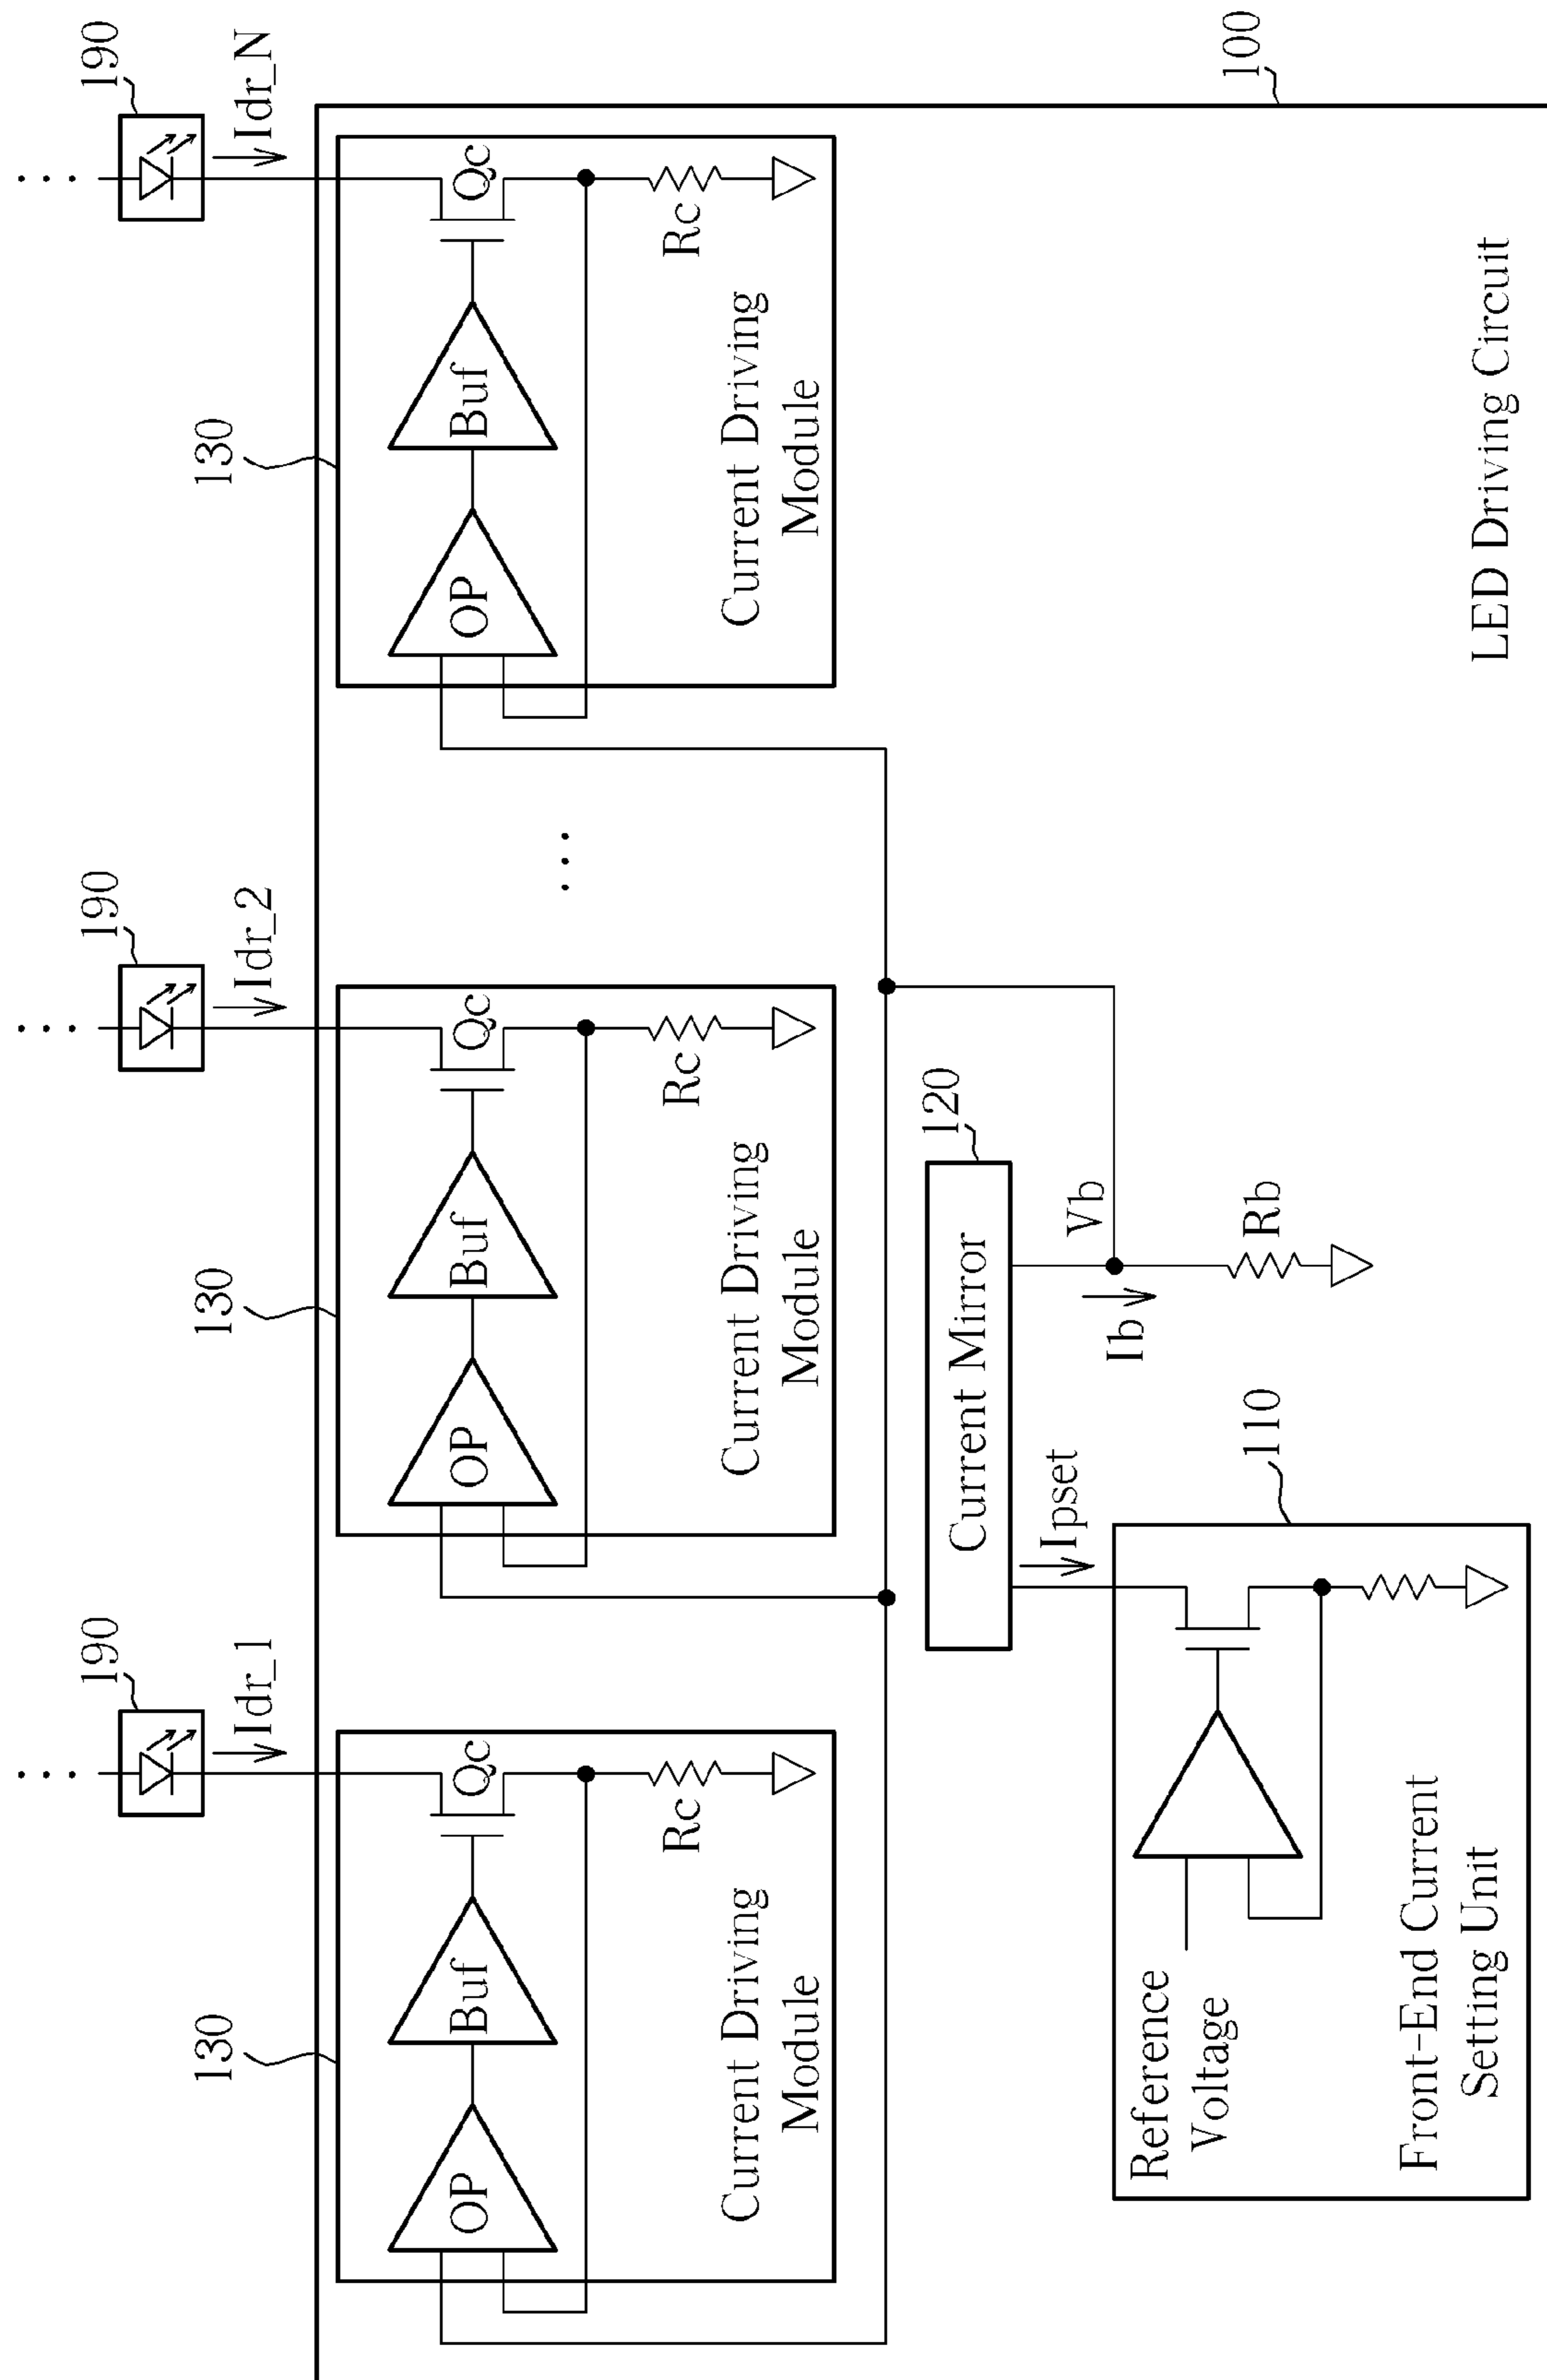 190
190
190
Idr_1
Idr_2
Idr_N
130
130
130
OP
Buf
Qc
OP
Buf
Qc
OP
Buf
Qc
Rc
Rc
Rc
Current Driving
Module
Current Driving
Module
Current Driving
Module
...
120
Current Mirror
Ipset
Vb
Ib
Rb
110
100
Reference
Voltage
Front-End Current
Setting Unit
LED Driving Circuit